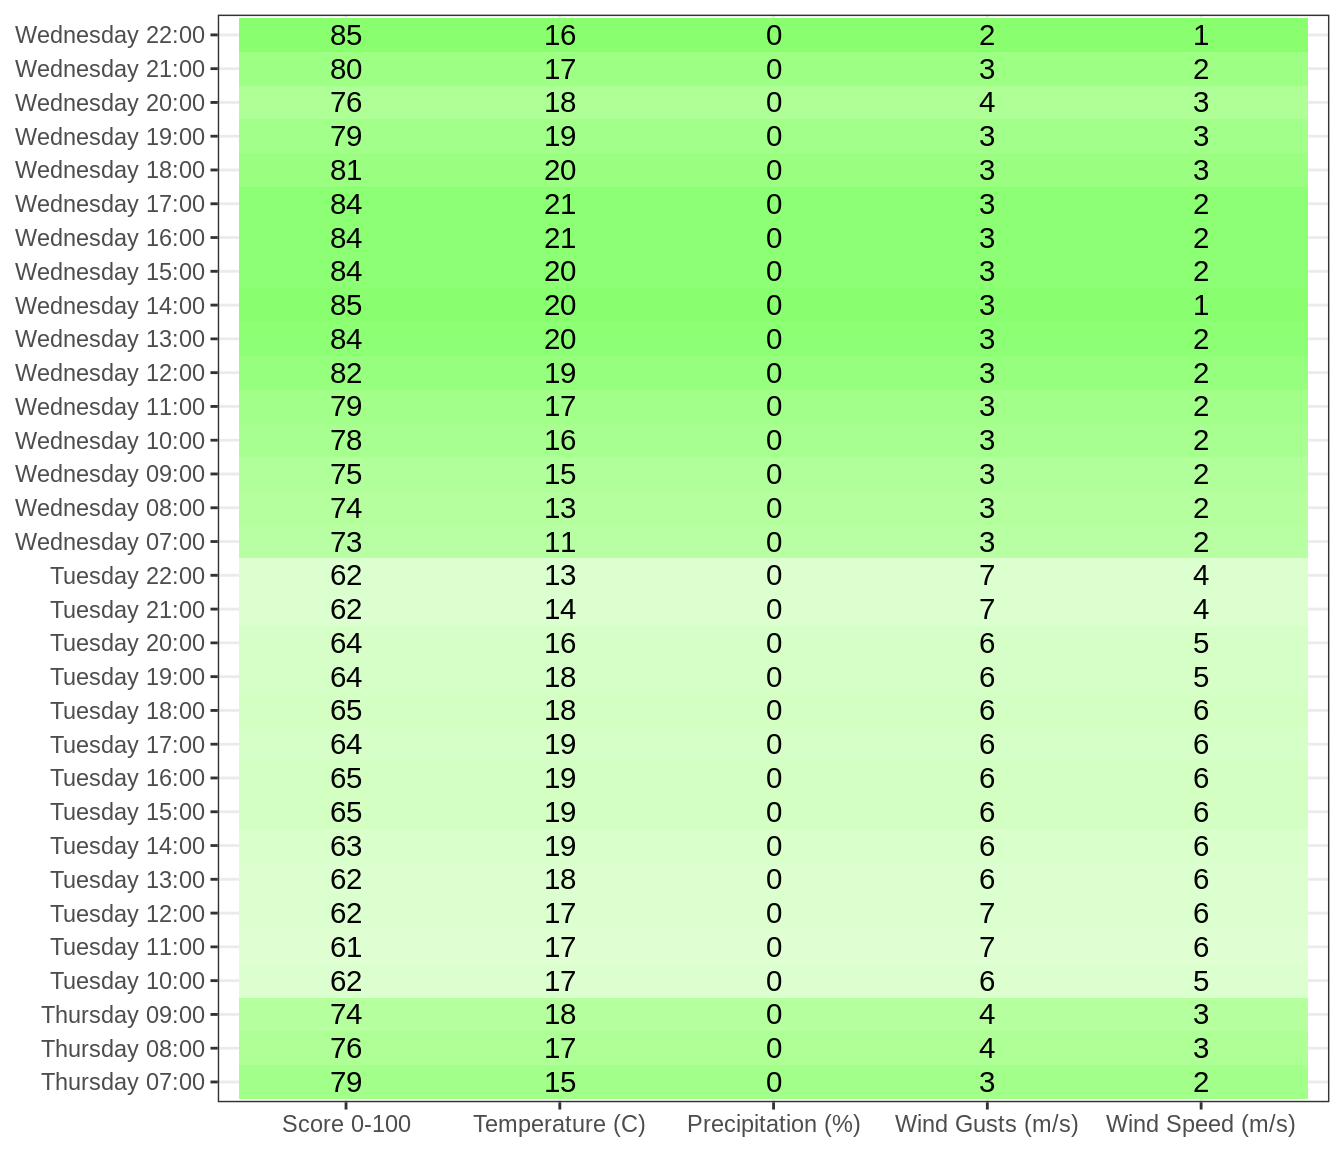 Wednesday 22:00 85 16 0 2 1
Wednesday 21:00 80 17 0 3 2
Wednesday 20:00 76 18 0 4 3
Wednesday 19:00 79 19 0 3 3
Wednesday 18:00 81 20 0 3 3
Wednesday 17:00 84 21 0 3 2
Wednesday 16:00 84 21 0 3 2
Wednesday 15:00 84 20 0 3 2
Wednesday 14:00 85 20 0 3 1
Wednesday 13:00 84 20 0 3 2
Wednesday 12:00 82 19 0 3 2
Wednesday 11:00 79 17 0 3 2
Wednesday 10:00 78 16 0 3 2
Wednesday 09:00 75 15 0 3 2
Wednesday 08:00 74 13 0 3 2
Wednesday 07:00 73 11 0 3 2
Tuesday 22:00 62 13 0 7 4
Tuesday 21:00 62 14 0 7 4
Tuesday 20:00 64 16 0 6 5
Tuesday 19:00 64 18 0 6 5
Tuesday 18:00 65 18 0 6 6
Tuesday 17:00 64 19 0 6 6
Tuesday 16:00 65 19 0 6 6
Tuesday 15:00 65 19 0 6 6
Tuesday 14:00 63 19 0 6 6
Tuesday 13:00 62 18 0 6 6
Tuesday 12:00 62 17 0 7 6
Tuesday 11:00 61 17 0 7 6
Tuesday 10:00 62 17 0 6 5
Thursday 09:00 74 18 0 4 3
Thursday 08:00 76 17 0 4 3
Thursday 07:00 79 15 0 3 2
Score 0-100 Temperature (C) Precipitation (%) Wind Gusts (m/s) Wind Speed (m/s)